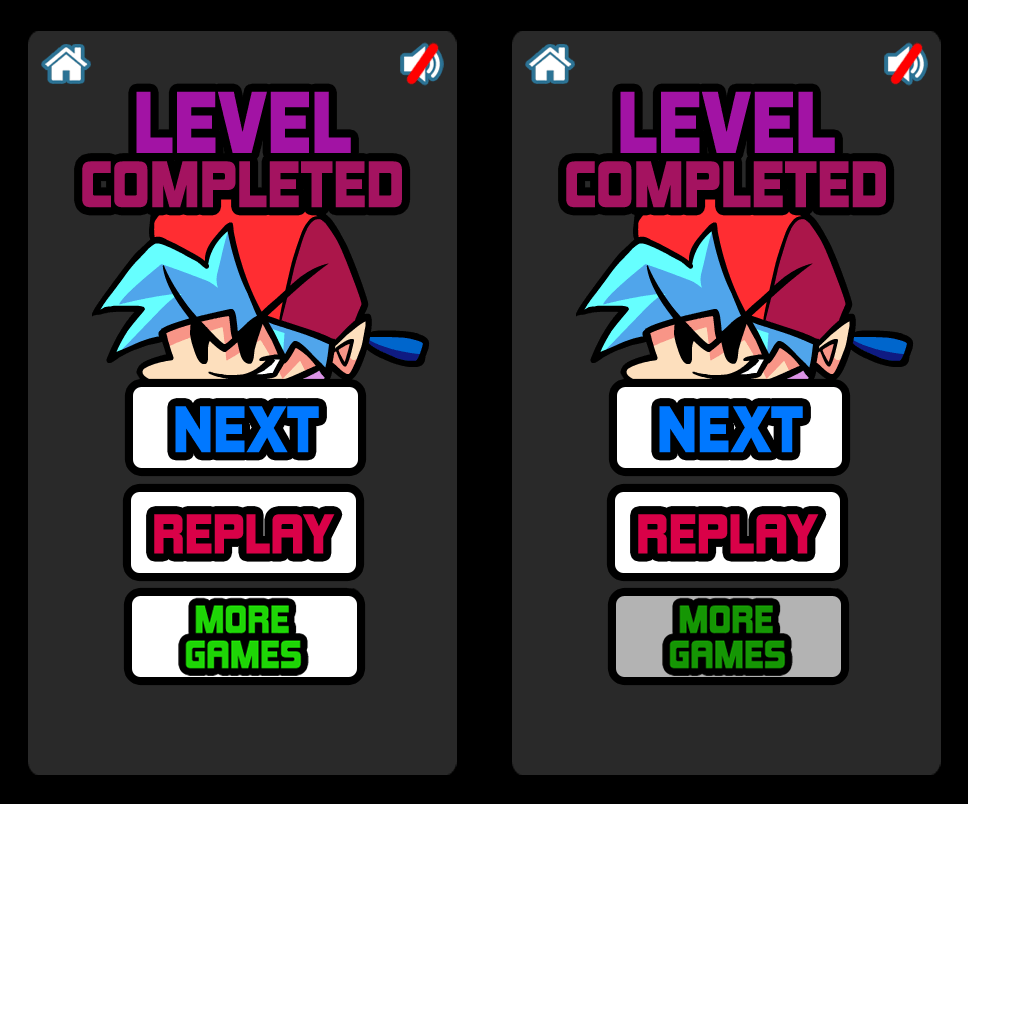 LEVEL
COMPLETED
NEXT
REPLAY
MORE
GAMES
LEVEL
COMPLETED
NEXT
REPLAY
MORE
GAMES